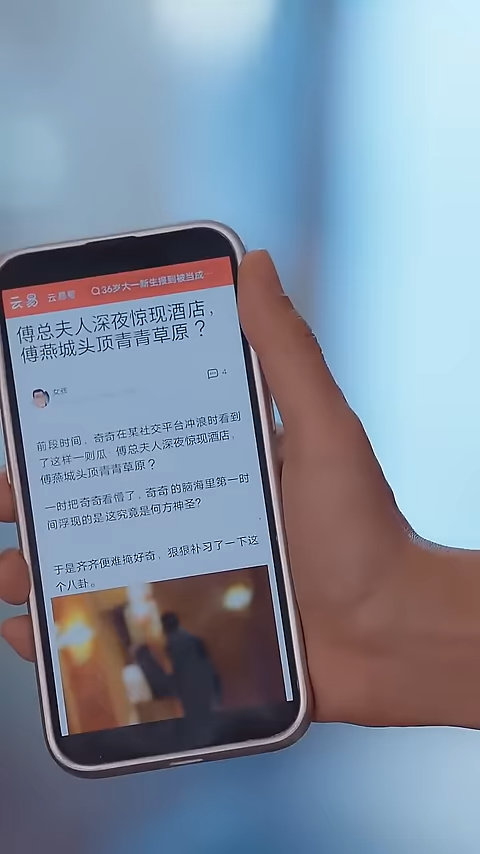 云易 云易号 36岁大一新生报到被当成…
傅总夫人深夜惊现酒店，
傅燕城头顶青青草原？
4
前段时间，奇奇在某社交平台冲浪时看到
了这样一则瓜 傅总夫人深夜惊现酒店，
傅燕城头顶青青草原？
一时把奇奇看懵了，奇奇的脑海里第一时
间浮现的是这究竟是何方神圣？
于是齐齐便难掩好奇，狠狠补习了一下这
个八卦。